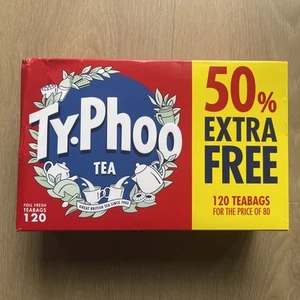 Ty·Phoo
TEA
GREAT BRITISH TEA SINCE 1903
FOIL FRESH
TEABAGS
120
50%
EXTRA
FREE
120 TEABAGS
FOR THE PRICE OF 80